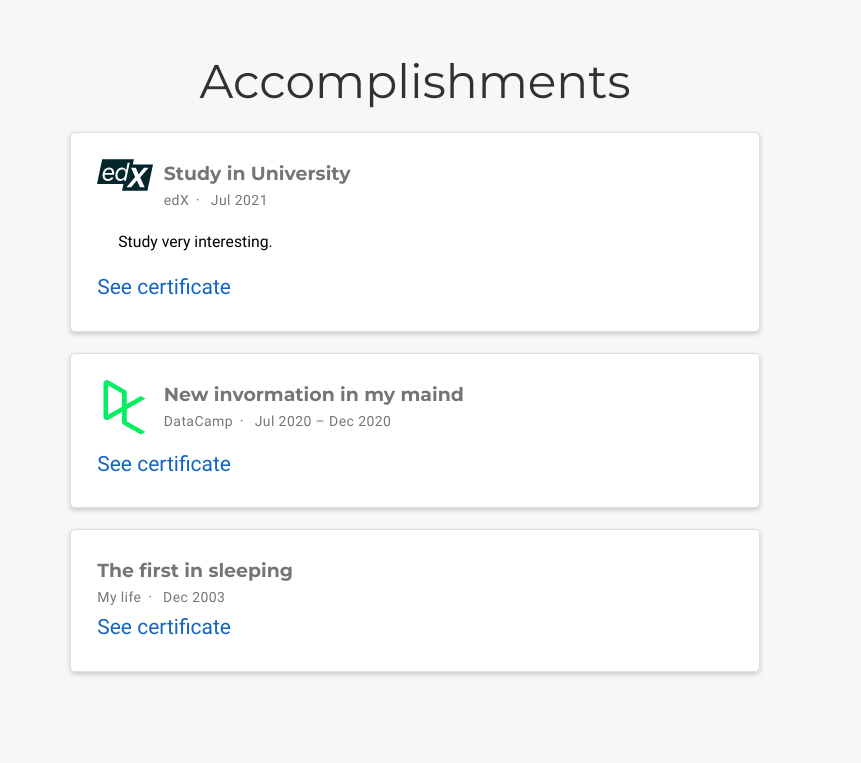 Accomplishments
edX
Study in University
edX · Jul 2021
Study very interesting.
See certificate
New invormation in my maind
DataCamp · Jul 2020 – Dec 2020
See certificate
The first in sleeping
My life · Dec 2003
See certificate